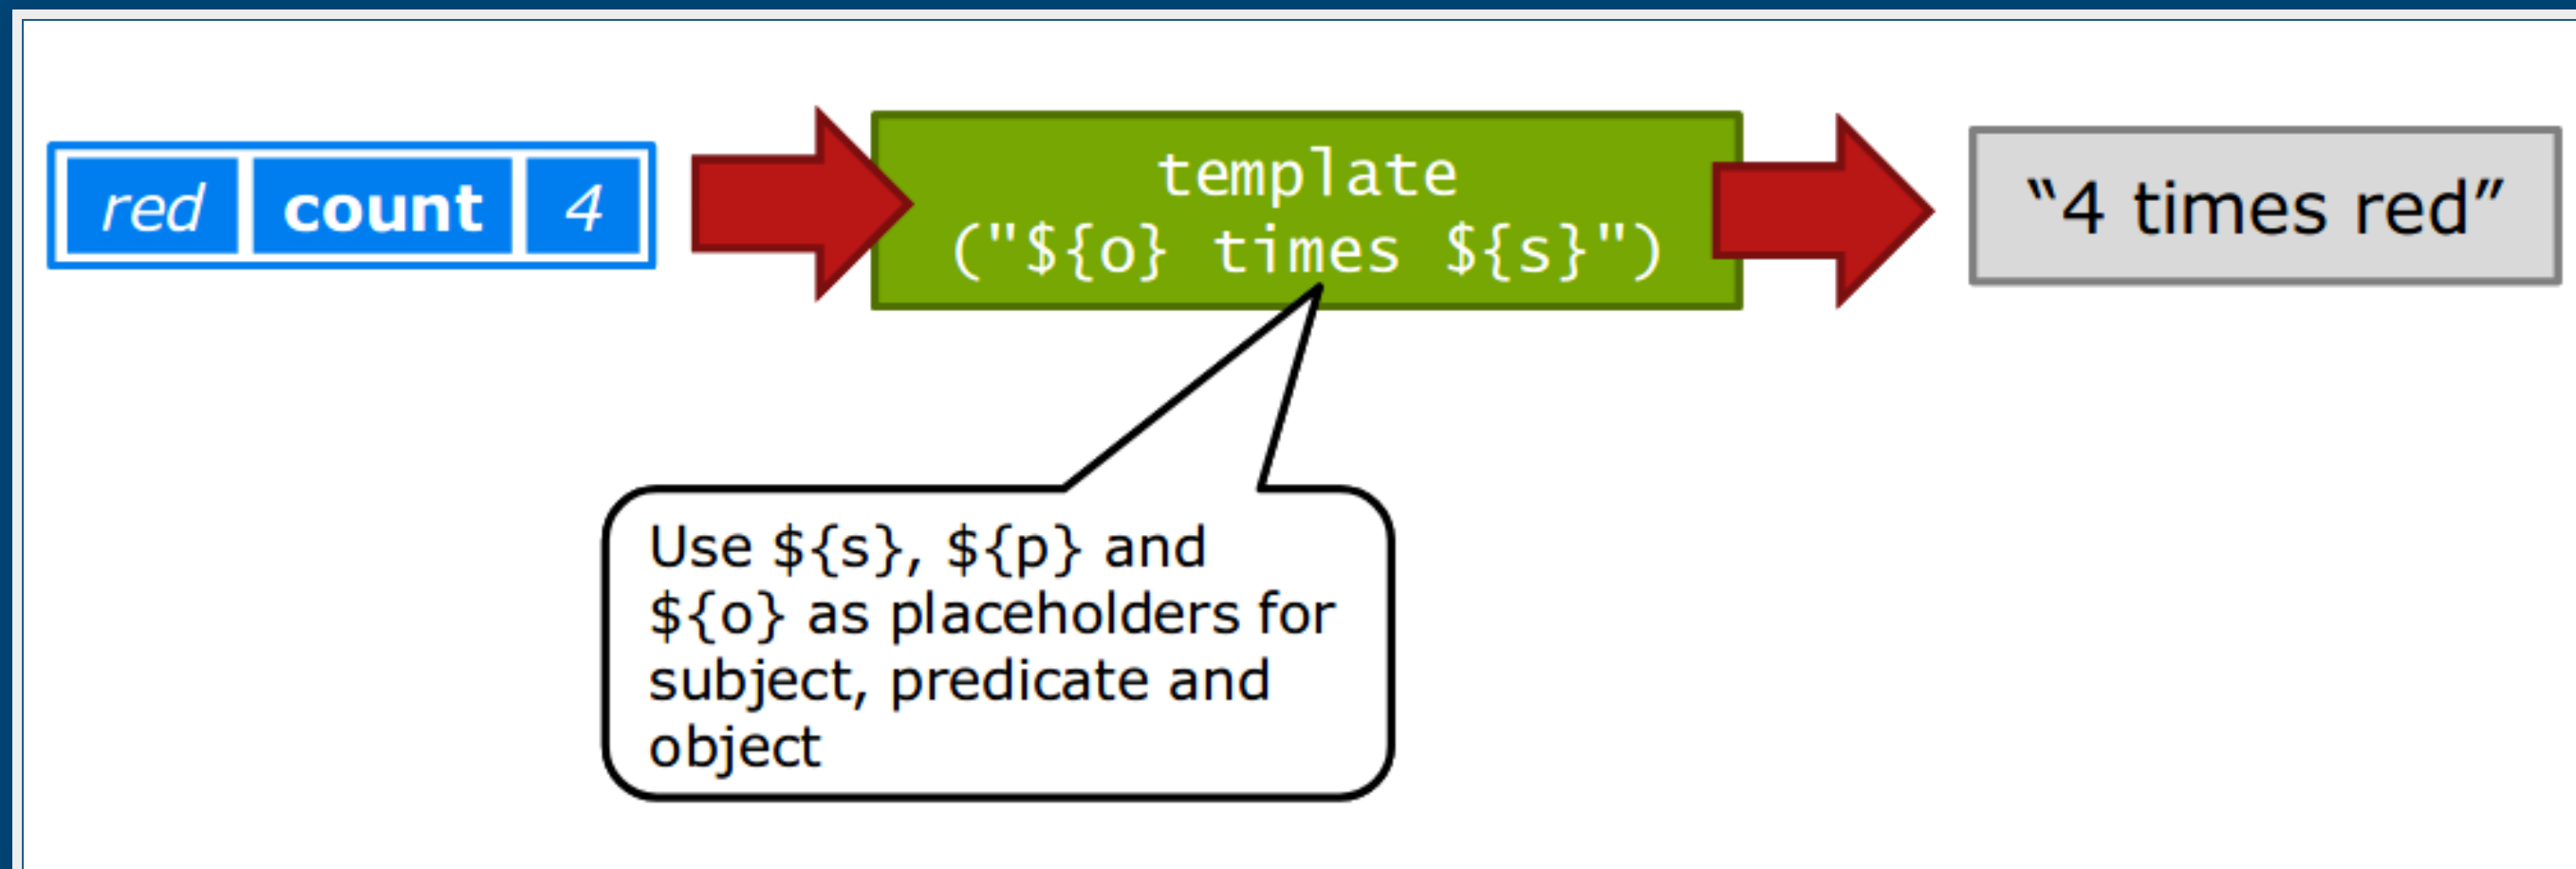 red count 4
template
("${o} times ${s}")
“4 times red”
Use ${s}, ${p} and
${o} as placeholders for
subject, predicate and
object